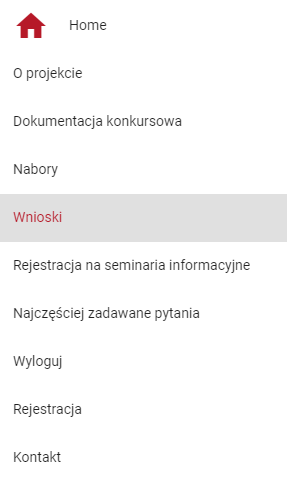 Home
O projekcie
Dokumentacja konkursowa
Nabory
Wnioski
Rejestracja na seminaria informacyjne
Najczęściej zadawane pytania
Wyloguj
Rejestracja
Kontakt